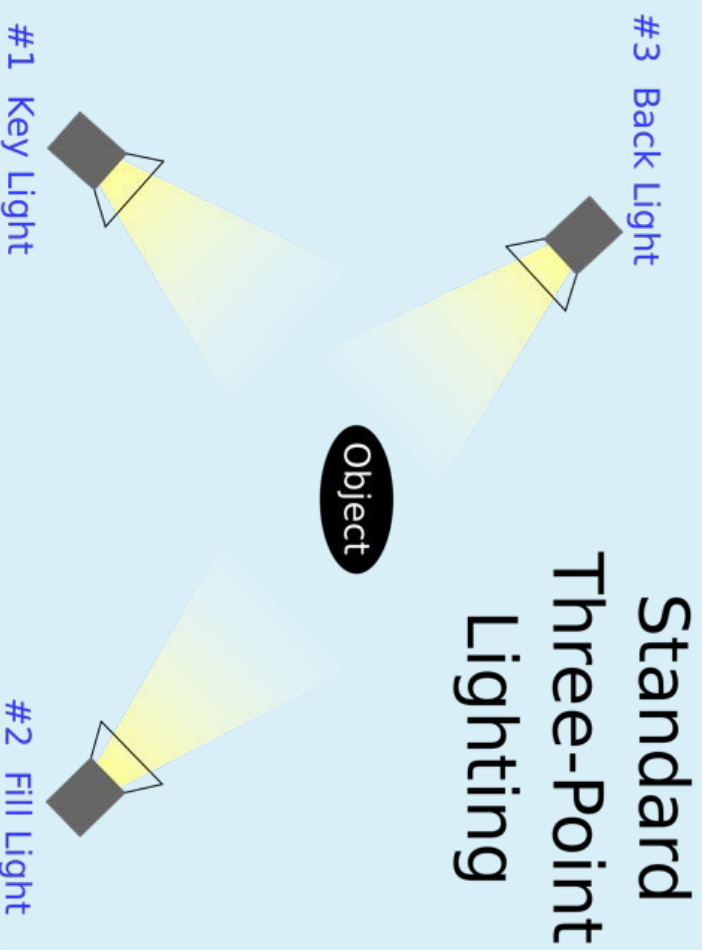 #3 Back Light
Standard
Three-Point
Lighting
Object
#1 Key Light
#2 Fill Light